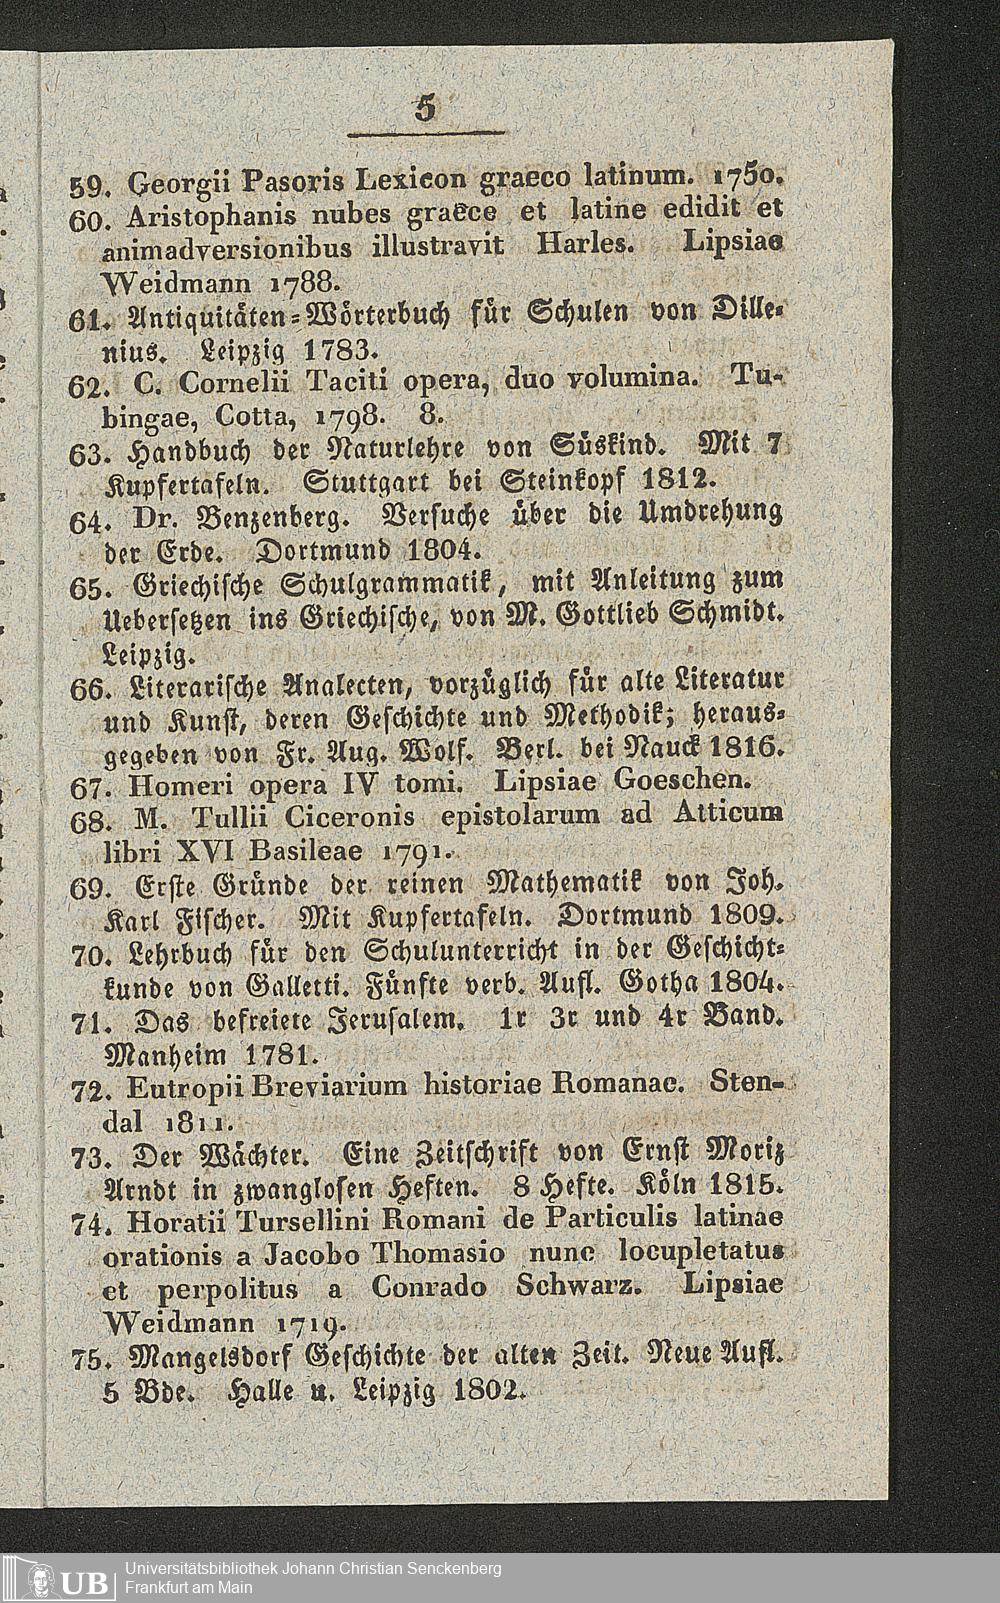 5
59. Georgii Pasoris Lexicon graeco latinum. 1750.
60. Aristophanis nubes graece et latine edidit et
animadversionibus illustravit Harles. Lipsiae
Weidmann 1788.
61. Antiquitäten-Wörterbuch für Schulen von Dille-
nius. Leipzig 1783.
62. C. Cornelii Taciti opera, duo volumina. Tu-
bingae, Cotta, 1798. 8.
63. Handbuch der Naturlehre von Süskind. Mit 7
Kupfertafeln. Stuttgart bei Steinkopf 1812.
64. Dr. Benzenberg. Versuche über die Umdrehung
der Erde. Dortmund 1804.
65. Griechische Schulgrammatik, mit Anleitung zum
Uebersetzen ins Griechische, von M. Gottlieb Schmidt.
Leipzig.
66. Literarische Analecten, vorzüglich für alte Literatur
und Kunst, deren Geschichte und Methodik; heraus-
gegeben von Fr. Aug. Wolf. Berl. bei Nauck 1816.
67. Homeri opera IV tomi. Lipsiae Goeschen.
68. M. Tullii Ciceronis epistolarum ad Atticum
libri XVI Basileae 1791.
69. Erste Gründe der reinen Mathematik von Joh.
Karl Fischer. Mit Kupfertafeln. Dortmund 1809.
70. Lehrbuch für den Schulunterricht in der Geschicht-
kunde von Galletti. Fünfte verb. Aufl. Gotha 1804.
71. Das befreiete Jerusalem. 1r 3r und 4r Band.
Manheim 1781.
72. Eutropii Breviarium historiae Romanae. Sten-
dal 1811.
73. Der Wächter. Eine Zeitschrift von Ernst Moriz
Arndt in zwanglosen Heften. 8 Hefte. Köln 1815.
74. Horatii Tursellini Romani de Particulis latinae
orationis a Jacobo Thomasio nunc locupletatus
et perpolitus a Conrado Schwarz. Lipsiae
Weidmann 1719.
75. Mangelsdorf Geschichte der alten Zeit. Neue Aufl.
5 Bde. Halle u. Leipzig 1802.
UB
Universitätsbibliothek Johann Christian Senckenberg
Frankfurt am Main